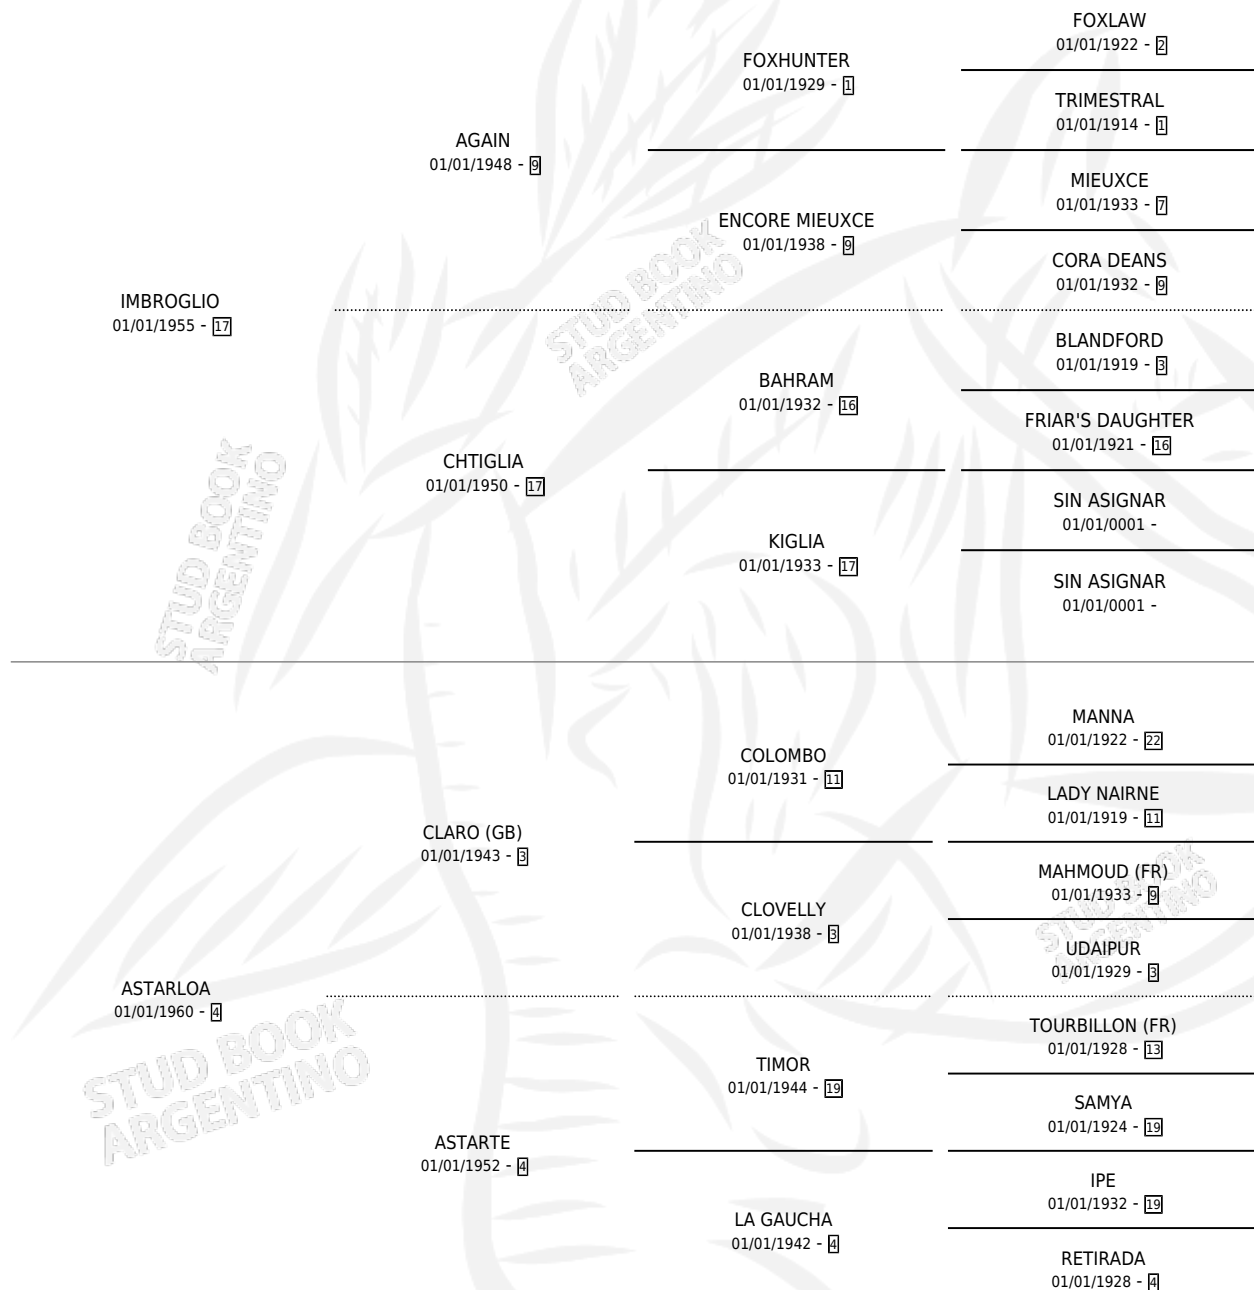 FOXLAW
01/01/1922 - 2
FOXHUNTER
01/01/1929 - 1
TRIMESTRAL
01/01/1914 - 1
AGAIN
01/01/1948 - 9
MIEUXCE
01/01/1933 - 7
ENCORE MIEUXCE
01/01/1938 - 9
CORA DEANS
01/01/1932 - 9
IMBROGLIO
01/01/1955 - 17
STUD BOOK
ARGENTINO
BLANDFORD
01/01/1919 - 3
BAHRAM
01/01/1932 - 16
FRIAR'S DAUGHTER
01/01/1921 - 16
CHTIGLIA
01/01/1950 - 17
SIN ASIGNAR
01/01/0001 -
KIGLIA
01/01/1933 - 17
SIN ASIGNAR
01/01/0001 -
STUD BOOK
ARGENTINO
MANNA
01/01/1922 - 22
COLOMBO
01/01/1931 - 11
LADY NAIRNE
01/01/1919 - 11
CLARO (GB)
01/01/1943 - 3
MAHMOUD (FR)
01/01/1933 - 9
CLOVELLY
01/01/1938 - 3
UDAIPUR
01/01/1929 - 3
STUD BOOK
ARGENTINO
ASTARLOA
01/01/1960 - 4
TOURBILLON (FR)
01/01/1928 - 13
TIMOR
01/01/1944 - 19
SAMYA
01/01/1924 - 19
STUD BOOK
ARGENTINO
ASTARTE
01/01/1952 - 4
IPE
01/01/1932 - 19
LA GAUCHA
01/01/1942 - 4
RETIRADA
01/01/1928 - 4